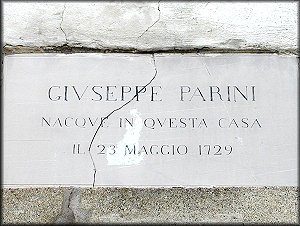 GIVSEPPE PARINI
NACQVE IN QVESTA CASA
IL 23 MAGGIO 1729